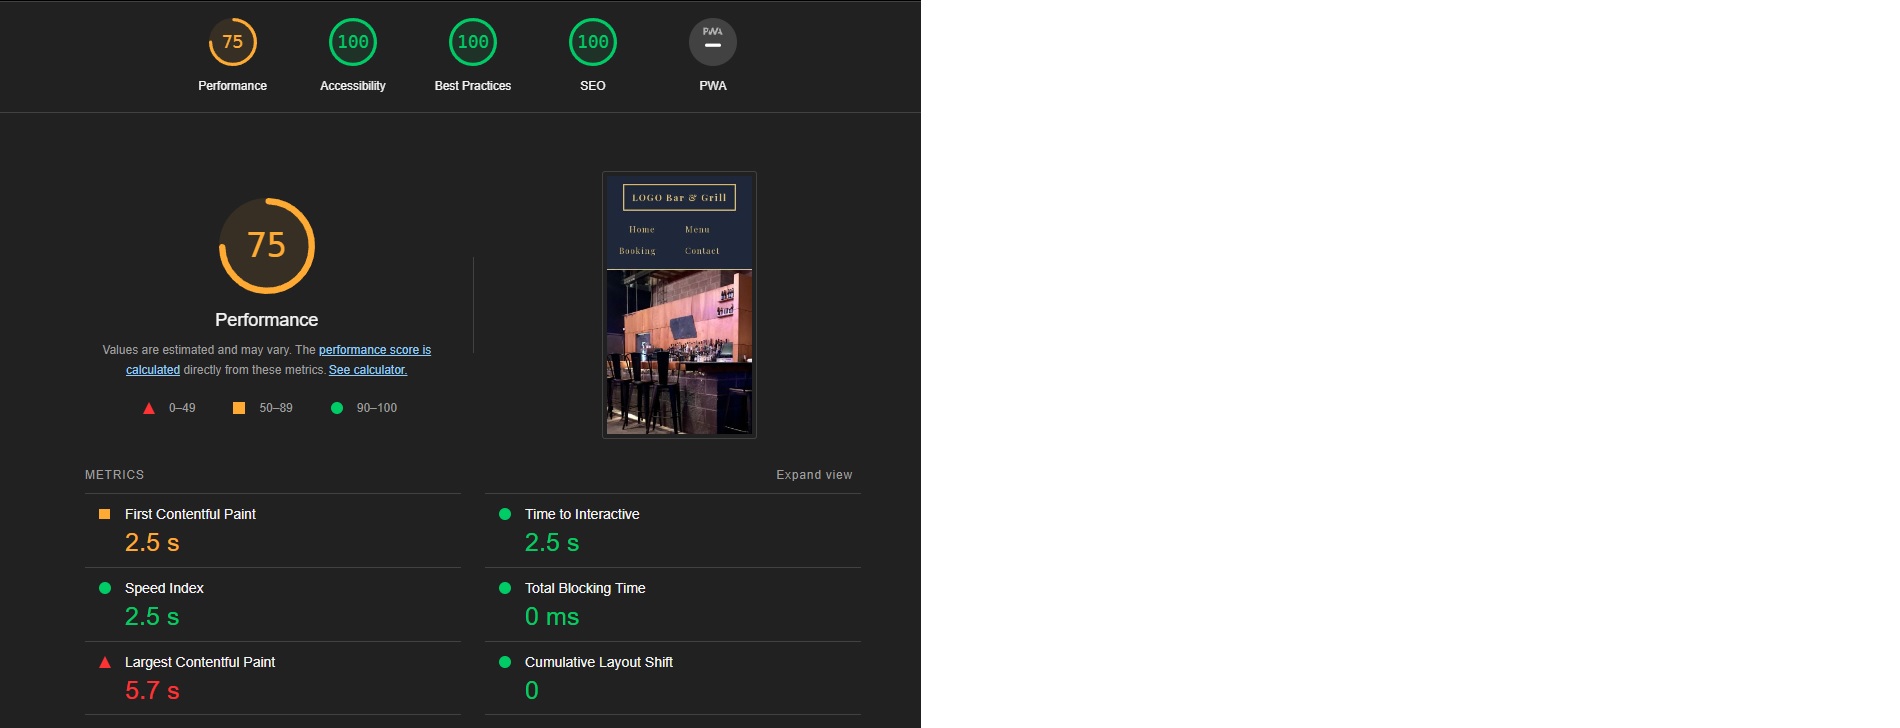 75
100
100
100
PWA
Performance
Accessibility
Best Practices
SEO
PWA
75
Performance
Values are estimated and may vary. The performance score is
calculated directly from these metrics. See calculator.
0–49
50–89
90–100
LOGO Bar & Grill
Home
Menu
Booking
Contact
METRICS
Expand view
First Contentful Paint
2.5 s
Time to Interactive
2.5 s
Speed Index
2.5 s
Total Blocking Time
0 ms
Largest Contentful Paint
5.7 s
Cumulative Layout Shift
0